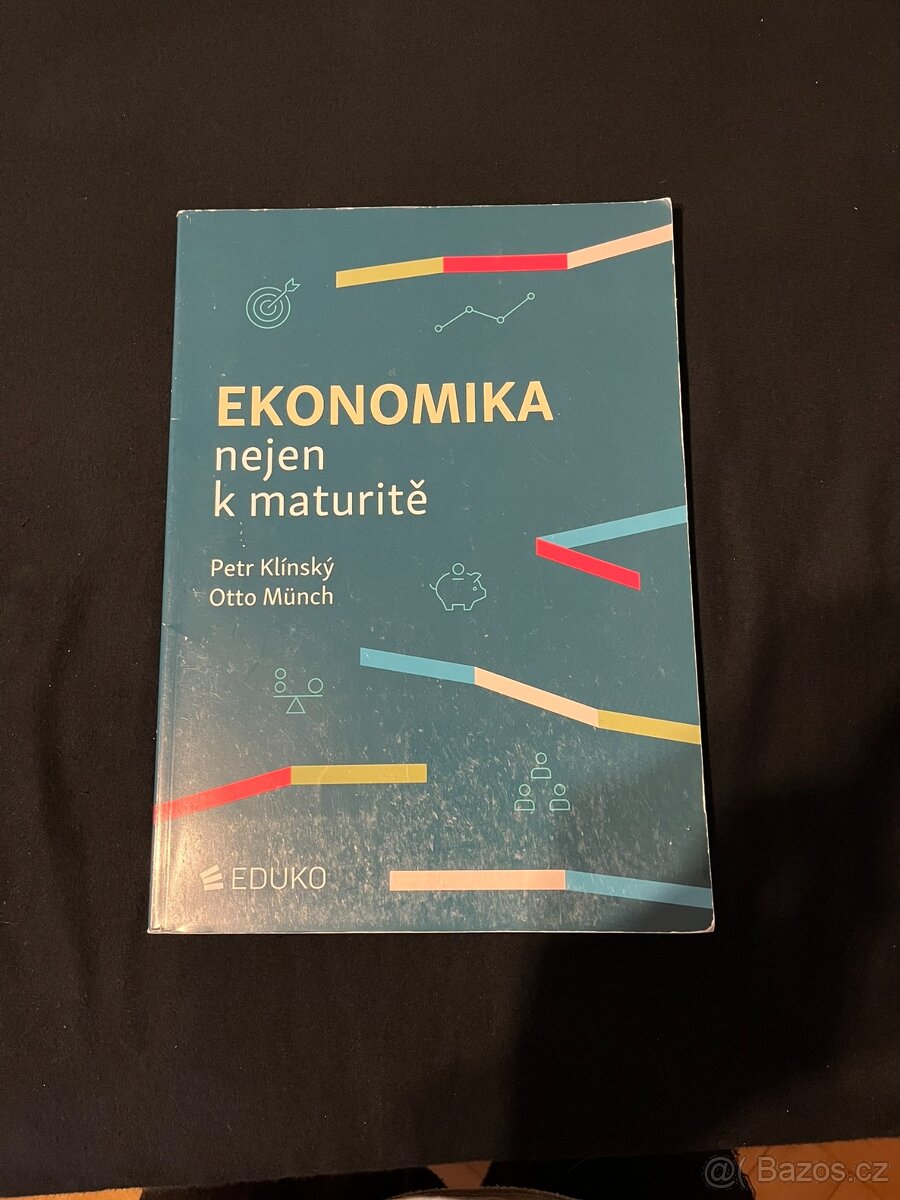 EKONOMIKA
nejen
k maturitě
Petr Klínský
Otto Münch
EDUKO
@( Bazos.cz